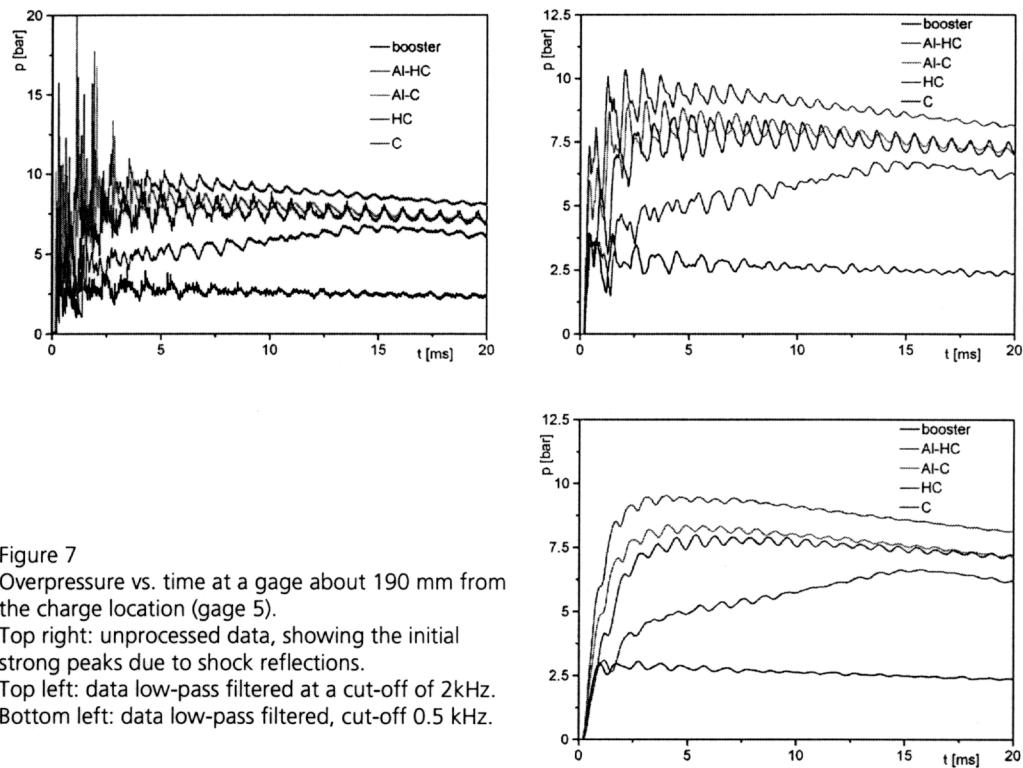 20
15
10
5
0
p [bar]
0
5
10
15
20
t [ms]
booster
Al-HC
Al-C
HC
C
12.5
10
7.5
5
2.5
0
p [bar]
0
5
10
15
20
t [ms]
booster
Al-HC
Al-C
HC
C
12.5
10
7.5
5
2.5
0
p [bar]
0
5
10
15
20
t [ms]
booster
Al-HC
Al-C
HC
C
Figure 7
Overpressure vs. time at a gage about 190 mm from
the charge location (gage 5).
Top right: unprocessed data, showing the initial
strong peaks due to shock reflections.
Top left: data low-pass filtered at a cut-off of 2kHz.
Bottom left: data low-pass filtered, cut-off 0.5 kHz.